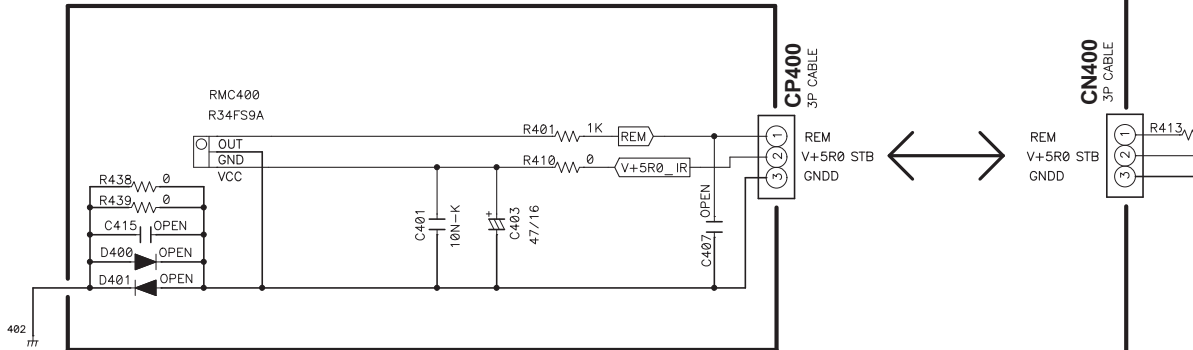 CP400
3P CABLE
CN400
3P CABLE
RMC400
R34FS9A
OUT
GND
VCC
R401 1K REM
R410 0 V+5R0_IR
1 REM
2 V+5R0 STB
3 GNDD
REM 1
V+5R0 STB 2
GNDD 3
R413
R438 0
R439 0
C415 OPEN
D400 OPEN
D401 OPEN
C401
10N-K
+
C403
47/16
C407 OPEN
402